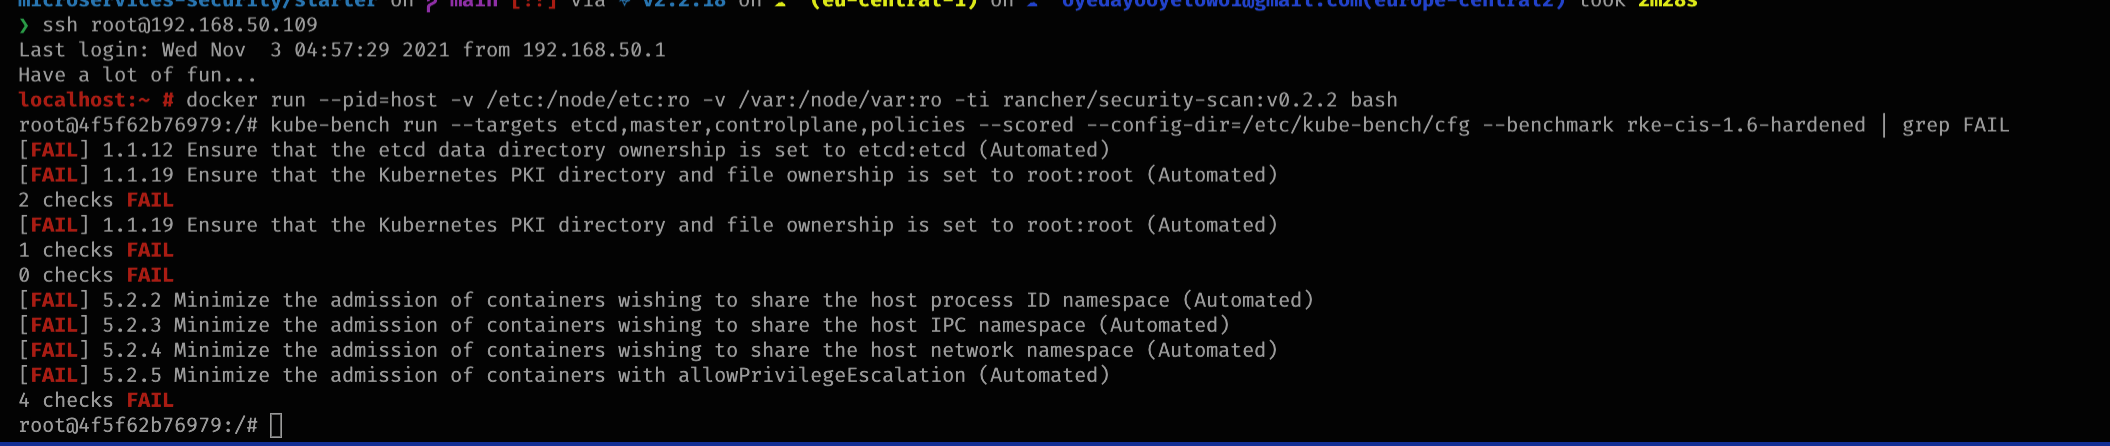 microservices-security/starter on main [!?] via v2.2.18 on (eu-central-1) on (europe-central2) took 2m28s
❯ ssh root@192.168.50.109
Last login: Wed Nov  3 04:57:29 2021 from 192.168.50.1
Have a lot of fun...
localhost:~ # docker run --pid=host -v /etc:/node/etc:ro -v /var:/node/var:ro -ti rancher/security-scan:v0.2.2 bash
root@4f5f62b76979:/# kube-bench run --targets etcd,master,controlplane,policies --scored --config-dir=/etc/kube-bench/cfg --benchmark rke-cis-1.6-hardened | grep FAIL
[FAIL] 1.1.12 Ensure that the etcd data directory ownership is set to etcd:etcd (Automated)
[FAIL] 1.1.19 Ensure that the Kubernetes PKI directory and file ownership is set to root:root (Automated)
2 checks FAIL
[FAIL] 1.1.19 Ensure that the Kubernetes PKI directory and file ownership is set to root:root (Automated)
1 checks FAIL
0 checks FAIL
[FAIL] 5.2.2 Minimize the admission of containers wishing to share the host process ID namespace (Automated)
[FAIL] 5.2.3 Minimize the admission of containers wishing to share the host IPC namespace (Automated)
[FAIL] 5.2.4 Minimize the admission of containers wishing to share the host network namespace (Automated)
[FAIL] 5.2.5 Minimize the admission of containers with allowPrivilegeEscalation (Automated)
4 checks FAIL
root@4f5f62b76979:/#